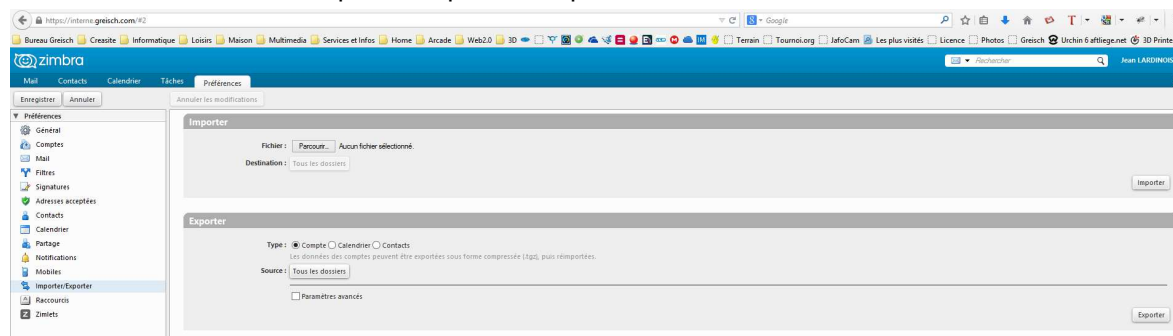 https://interne.greisch.com/#2
Google
Bureau Greisch Creasite Informatique Loisirs Maison Multimedia Services et Infos Home Arcade Web2.0 3D Terrain Tournoi.org JafoCam Les plus visités Licence Photos Greisch Urchin 6 aftliege.net 3D Printe
zimbra
Rechercher
Jean LARDINOIS
Mail Contacts Calendrier Tâches Préférences
Enregistrer Annuler Annuler les modifications
Préférences
Général
Comptes
Mail
Filtres
Signatures
Adresses acceptées
Contacts
Calendrier
Partage
Notifications
Mobiles
Importer/Exporter
Raccourcis
Zimlets
Importer
Fichier : Parcourir... Aucun fichier sélectionné.
Destination : Tous les dossiers
Importer
Exporter
Type : Compte Calendrier Contacts
Les données des comptes peuvent être exportées sous forme compressée (.tgz), puis réimportées.
Source : Tous les dossiers
Paramètres avancés
Exporter